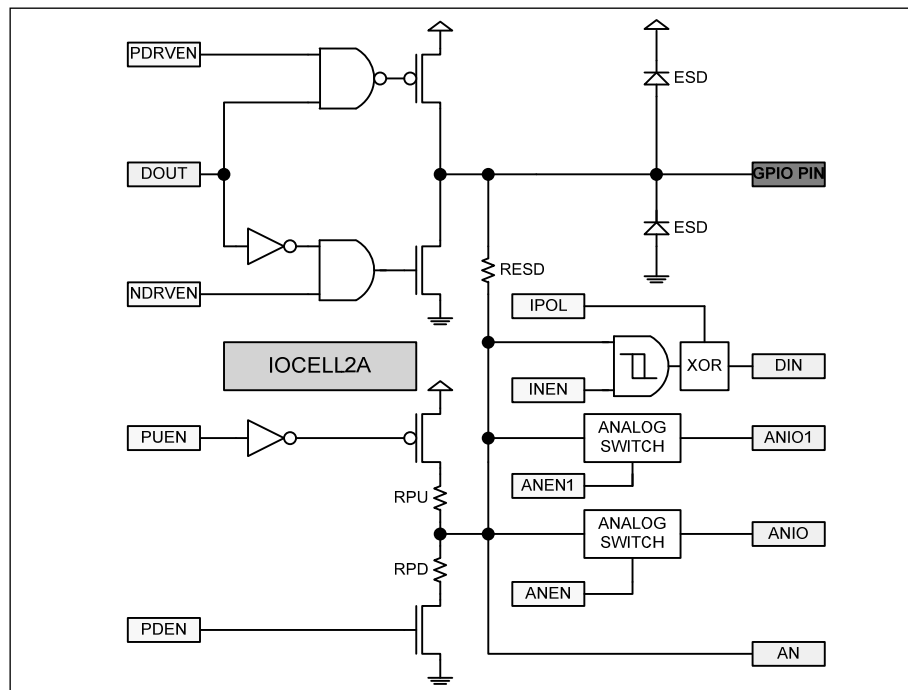 PDRVEN
ESD
DOUT
GPIO PIN
ESD
RESD
NDRVEN
IPOL
IOCELL2A
XOR
DIN
INEN
PUEN
ANALOG
SWITCH
ANIO1
ANEN1
RPU
ANALOG
SWITCH
ANIO
RPD
ANEN
PDEN
AN